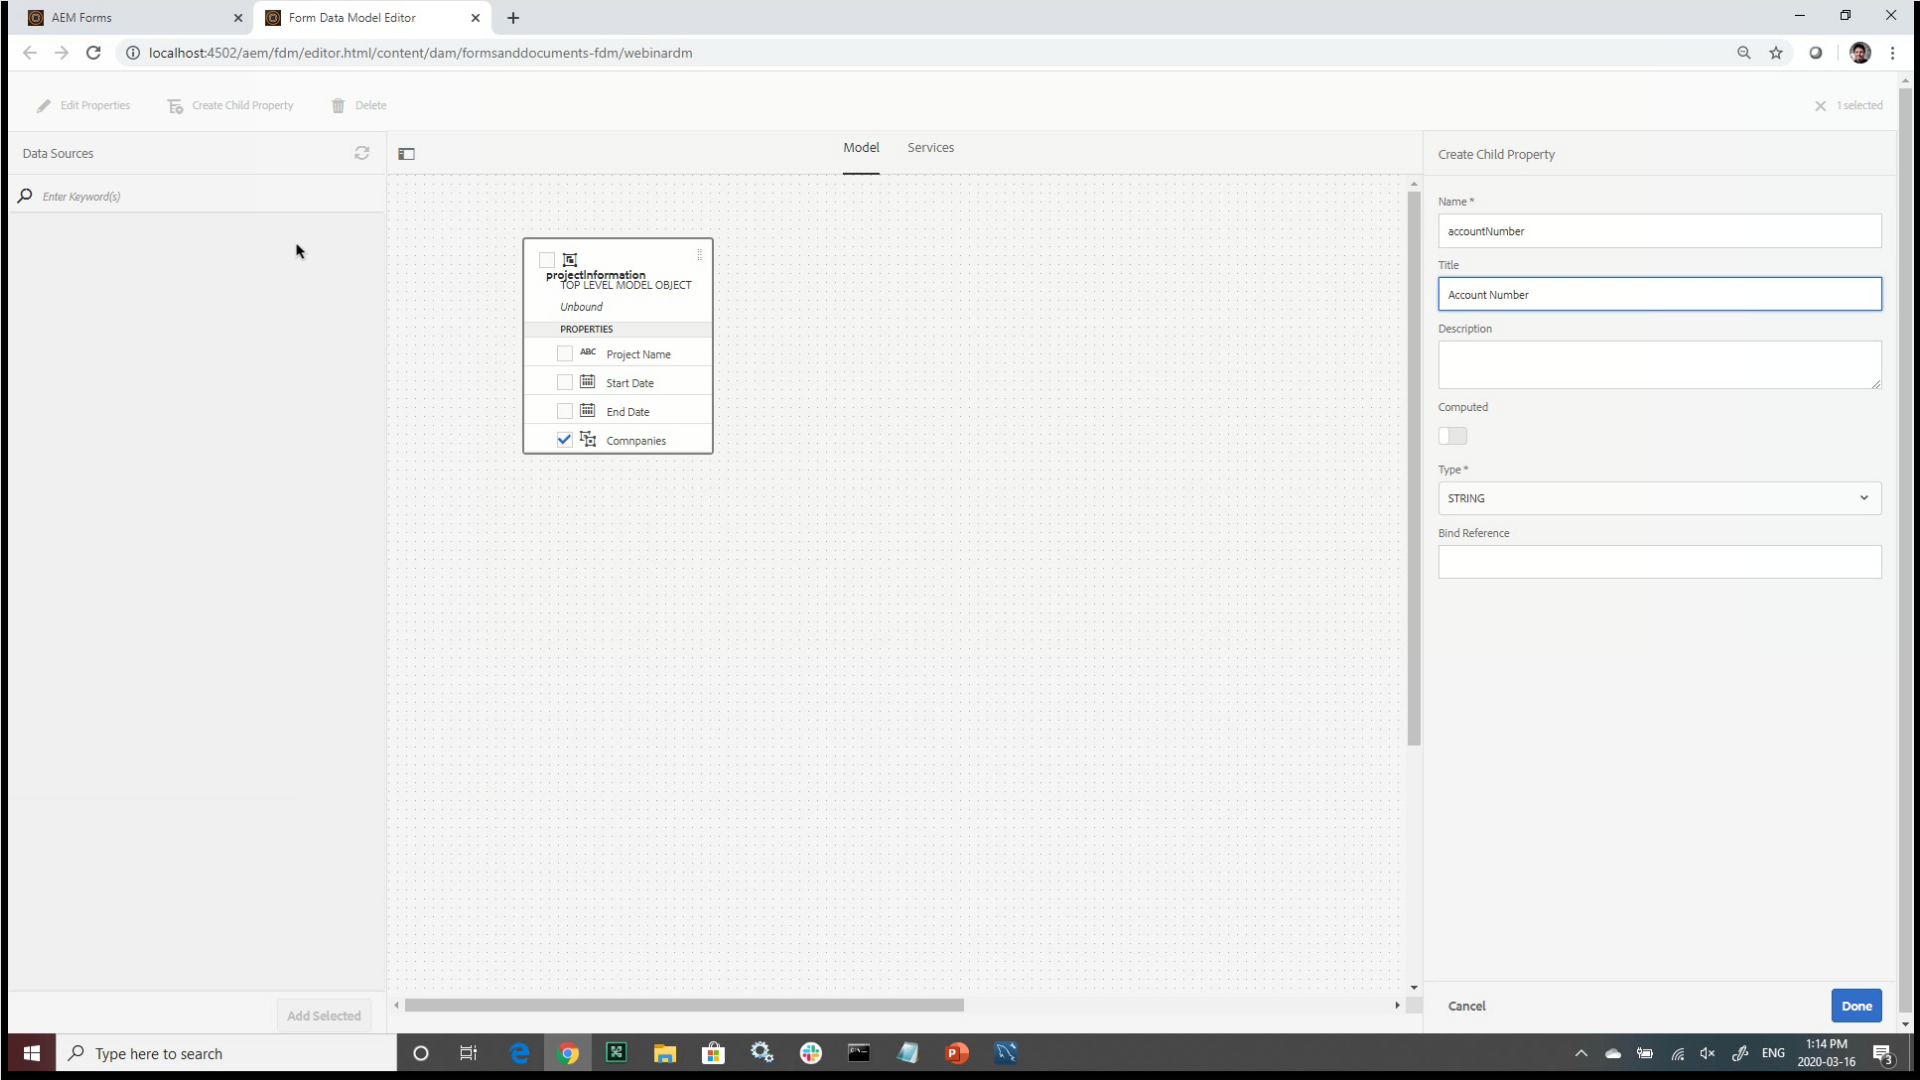 AEM Forms
Form Data Model Editor
localhost:4502/aem/fdm/editor.html/content/dam/formsanddocuments-fdm/webinardm
Edit Properties
Create Child Property
Delete
1 selected
Data Sources
Model
Services
Create Child Property
Enter Keyword(s)
Name *
accountNumber
Title
Account Number
Description
Computed
Type *
STRING
Bind Reference
projectInformation
TOP LEVEL MODEL OBJECT
Unbound
PROPERTIES
ABC Project Name
Start Date
End Date
Comnpanies
Add Selected
Cancel
Done
Type here to search
ENG
1:14 PM
2020-03-16
3